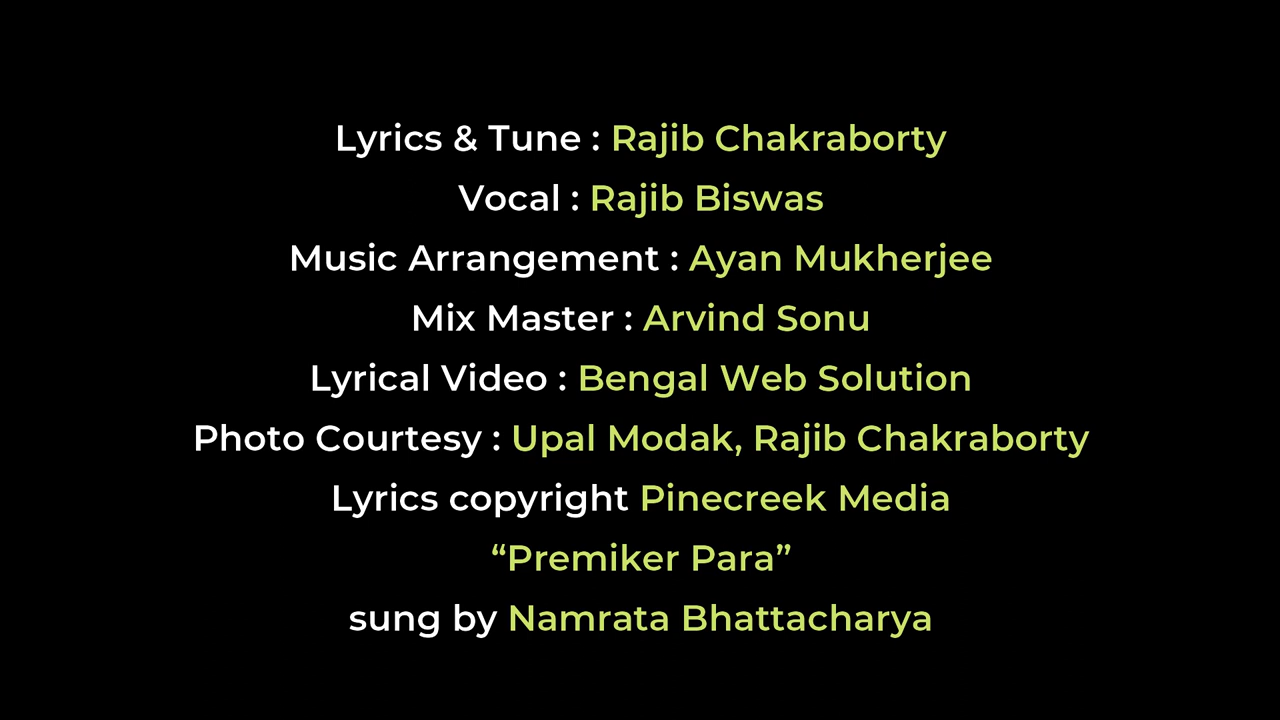 Lyrics & Tune : Rajib Chakraborty
Vocal : Rajib Biswas
Music Arrangement : Ayan Mukherjee
Mix Master : Arvind Sonu
Lyrical Video : Bengal Web Solution
Photo Courtesy : Upal Modak, Rajib Chakraborty
Lyrics copyright Pinecreek Media
“Premiker Para”
sung by Namrata Bhattacharya